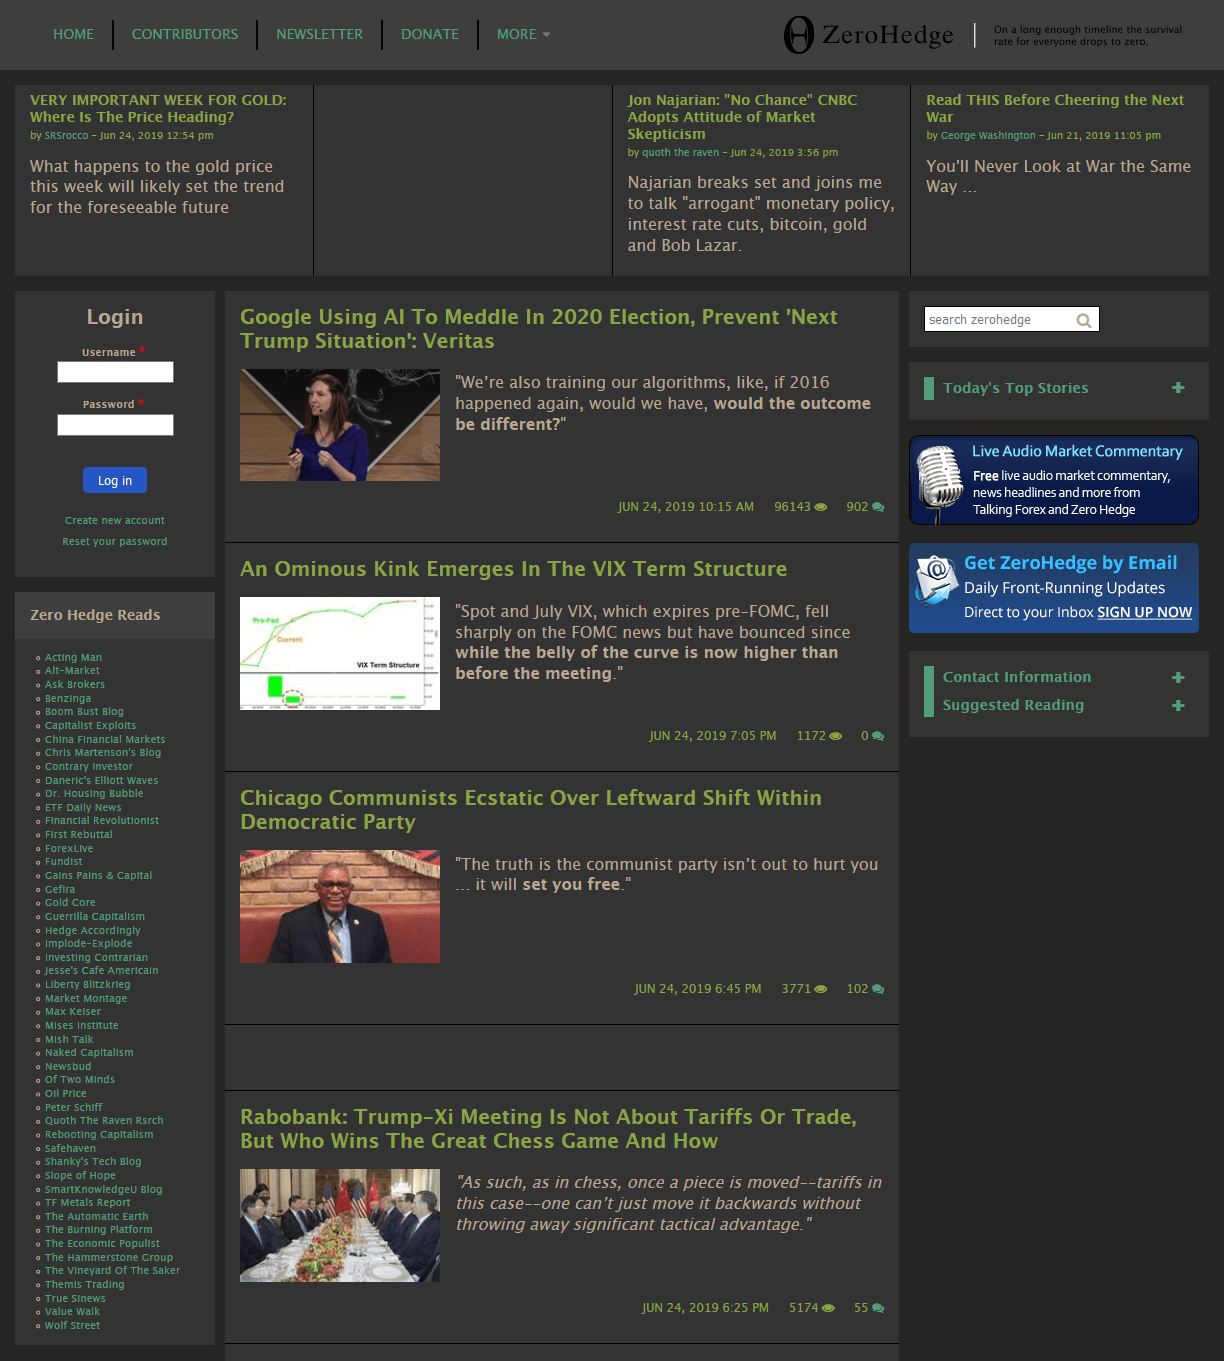 HOME
CONTRIBUTORS
NEWSLETTER
DONATE
MORE
ZeroHedge
On a long enough timeline the survival
rate for everyone drops to zero.
VERY IMPORTANT WEEK FOR GOLD:
Where Is The Price Heading?
by SRSrocco - Jun 24, 2019 12:54 pm
What happens to the gold price
this week will likely set the trend
for the foreseeable future
Jon Najarian: "No Chance" CNBC
Adopts Attitude of Market
Skepticism
by quoth the raven - Jun 24, 2019 3:56 pm
Najarian breaks set and joins me
to talk "arrogant" monetary policy,
interest rate cuts, bitcoin, gold
and Bob Lazar.
Read THIS Before Cheering the Next
War
by George Washington - Jun 21, 2019 11:05 pm
You'll Never Look at War the Same
Way ...
Login
Username *
Password *
Log in
Create new account
Reset your password
Zero Hedge Reads
Acting Man
Alt-Market
Ask Brokers
Benzinga
Boom Bust Blog
Capitalist Exploits
China Financial Markets
Chris Martenson's Blog
Contrary Investor
Daneric's Elliott Waves
Dr. Housing Bubble
ETF Daily News
Financial Revolutionist
First Rebuttal
ForexLive
Fundist
Gains Pains & Capital
Gefira
Gold Core
Guerrilla Capitalism
Hedge Accordingly
Implode-Explode
Investing Contrarian
Jesse's Cafe Americain
Liberty Blitzkrieg
Market Montage
Max Keiser
Mises Institute
Mish Talk
Naked Capitalism
Newsbud
Of Two Minds
Oil Price
Peter Schiff
Quoth The Raven Rsrch
Rebooting Capitalism
Safehaven
Shanky's Tech Blog
Slope of Hope
SmartKnowledgeU Blog
TF Metals Report
The Automatic Earth
The Burning Platform
The Economic Populist
The Hammerstone Group
The Vineyard Of The Saker
Themis Trading
True Sinews
Value Walk
Wolf Street
Google Using AI To Meddle In 2020 Election, Prevent 'Next
Trump Situation': Veritas
"We’re also training our algorithms, like, if 2016
happened again, would we have, would the outcome
be different?"
JUN 24, 2019 10:15 AM 96143 902
An Ominous Kink Emerges In The VIX Term Structure
Pre-Fed
Current
VIX Term Structure
"Spot and July VIX, which expires pre-FOMC, fell
sharply on the FOMC news but have bounced since
while the belly of the curve is now higher than
before the meeting."
JUN 24, 2019 7:05 PM 1172 0
Chicago Communists Ecstatic Over Leftward Shift Within
Democratic Party
"The truth is the communist party isn’t out to hurt you
... it will set you free."
JUN 24, 2019 6:45 PM 3771 102
Rabobank: Trump-Xi Meeting Is Not About Tariffs Or Trade,
But Who Wins The Great Chess Game And How
"As such, as in chess, once a piece is moved--tariffs in
this case--one can’t just move it backwards without
throwing away significant tactical advantage."
JUN 24, 2019 6:25 PM 5174 55
search zerohedge
Today's Top Stories
Live Audio Market Commentary
Free live audio market commentary,
news headlines and more from
Talking Forex and Zero Hedge
Get ZeroHedge by Email
Daily Front-Running Updates
Direct to your Inbox SIGN UP NOW
Contact Information
Suggested Reading